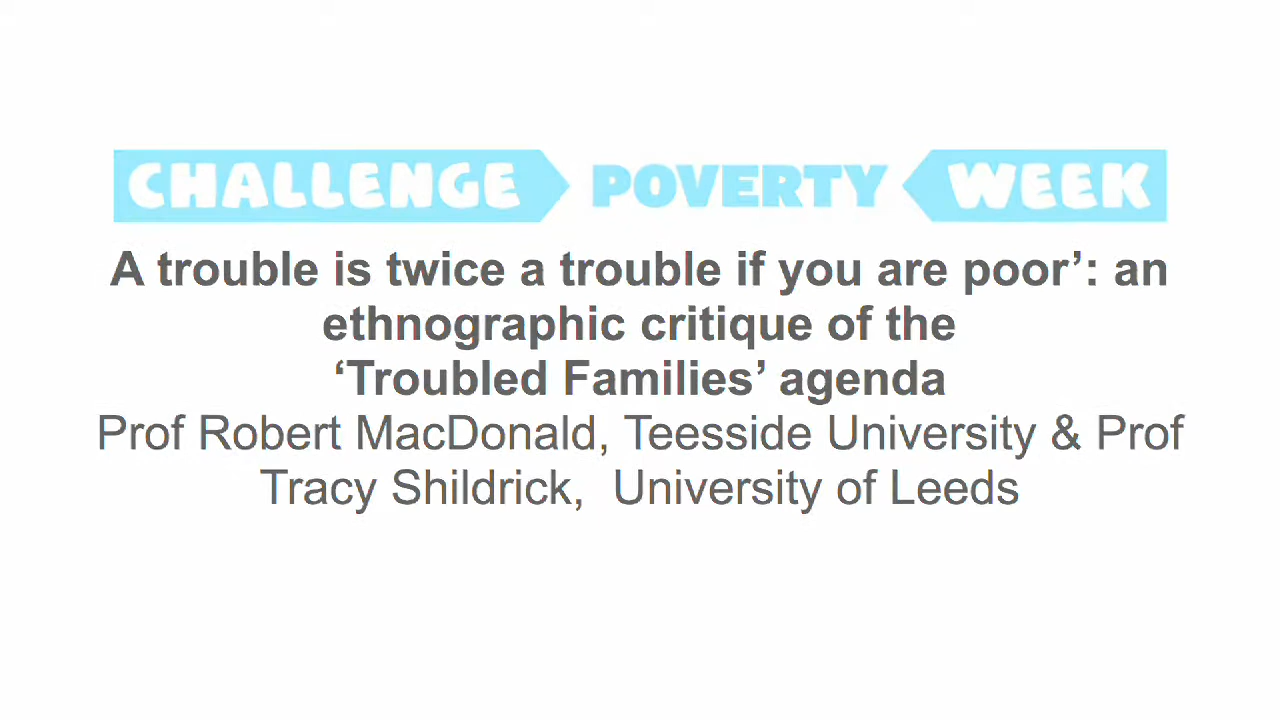 CHALLENGE POVERTY WEEK
A trouble is twice a trouble if you are poor’: an
ethnographic critique of the
‘Troubled Families’ agenda
Prof Robert MacDonald, Teesside University & Prof
Tracy Shildrick,  University of Leeds